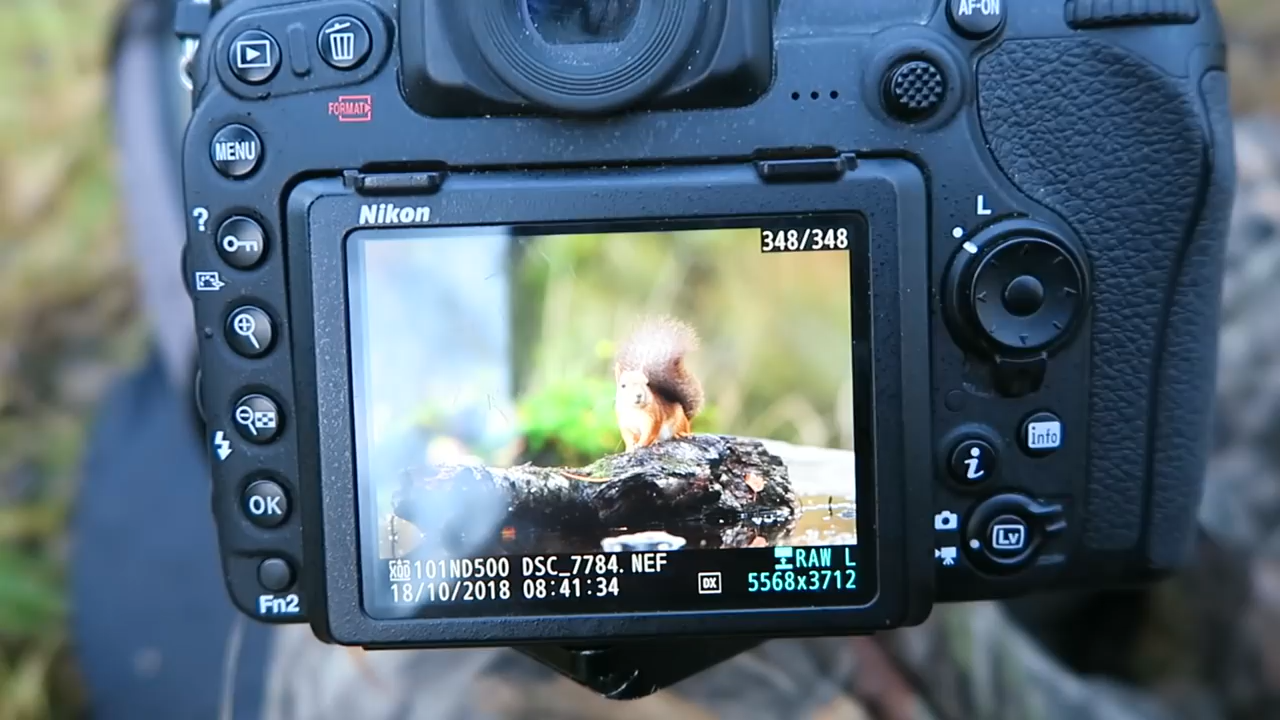 AF-ON
FORMAT
MENU
?
Nikon
L
348/348
info
i
OK
Lv
101ND500 DSC_7784.NEF
RAW L
18/10/2018 08:41:34
DX
5568x3712
Fn2